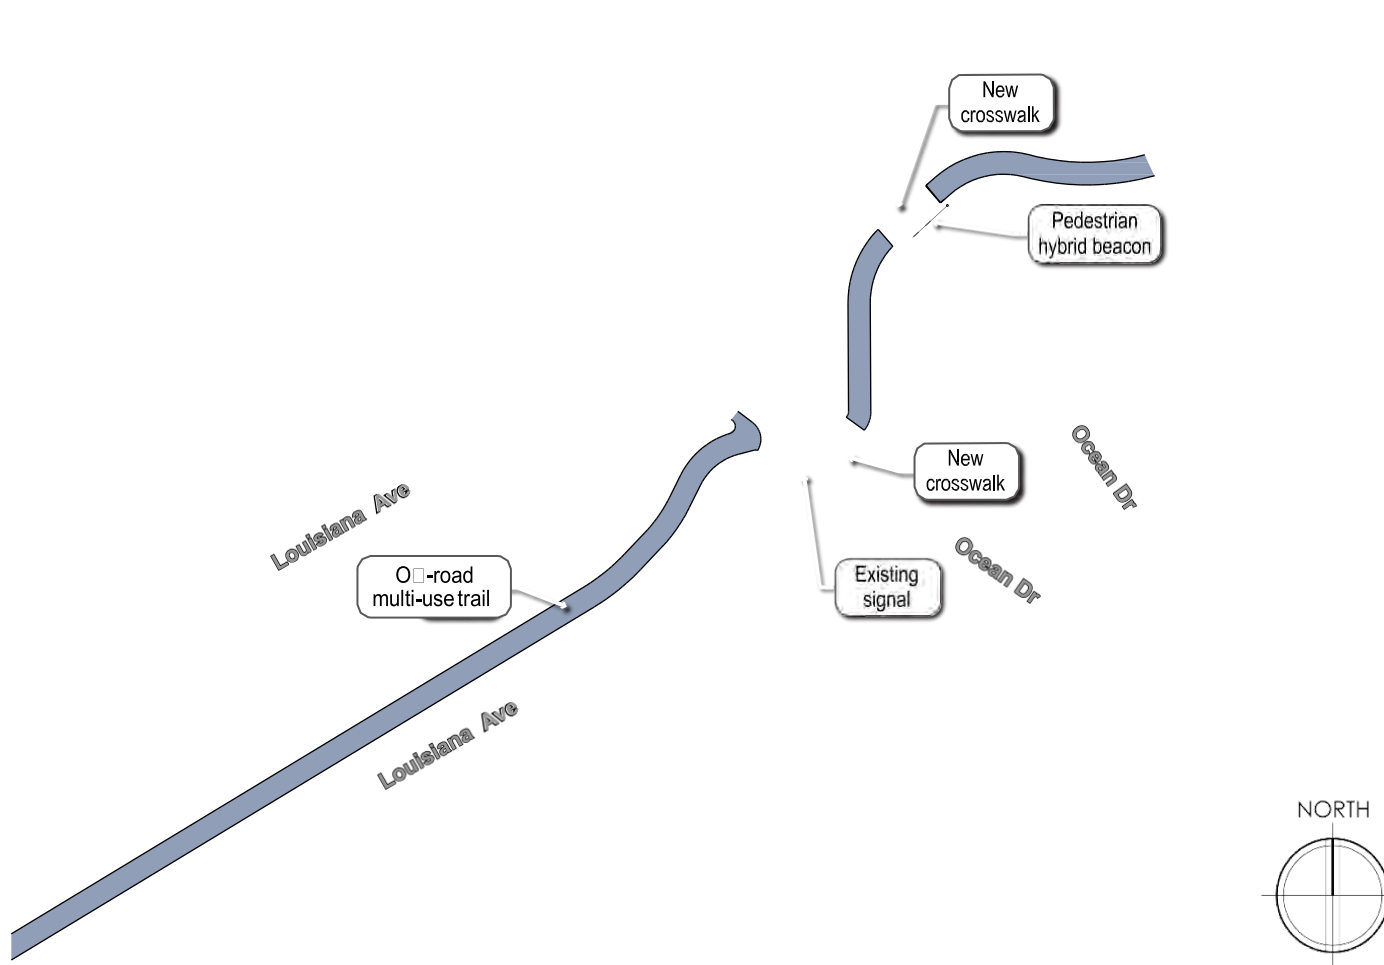 New
crosswalk
Pedestrian
hybrid beacon
Ocean Dr
New
crosswalk
Louisiana Ave
Ocean Dr
Existing
signal
O□-road
multi-use trail
Louisiana Ave
NORTH